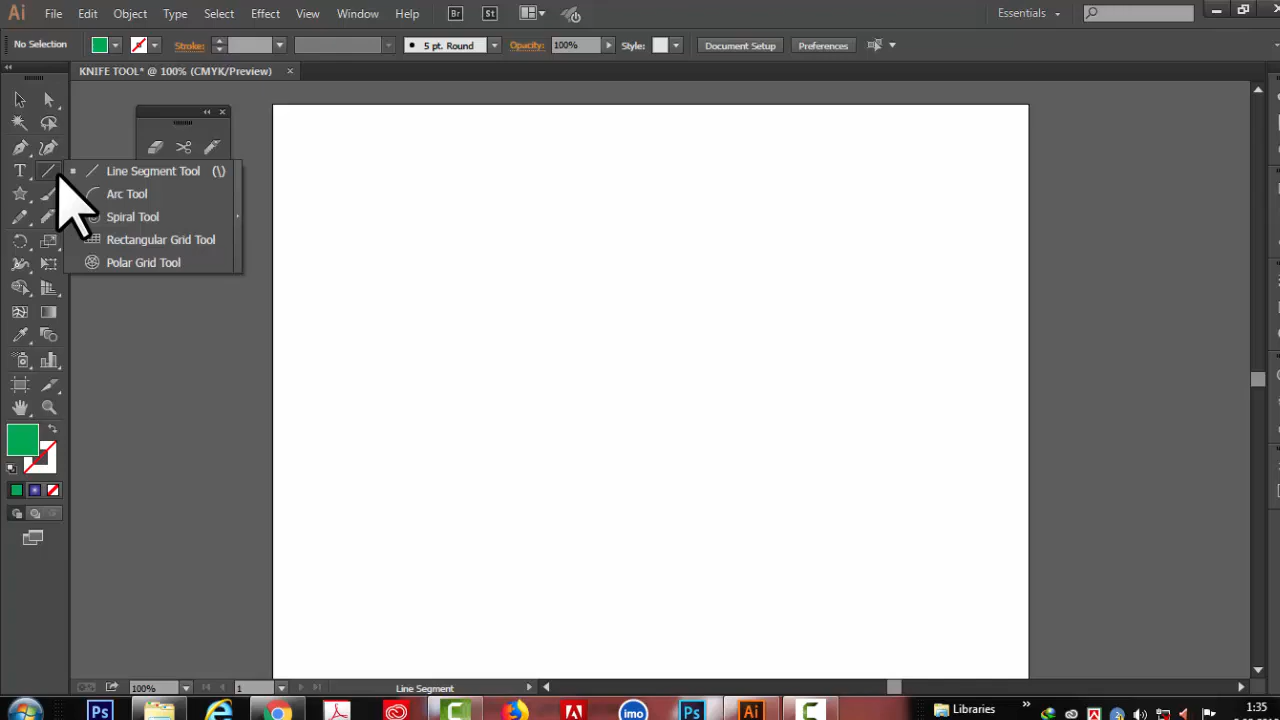 Ai File Edit Object Type Select Effect View Window Help Br St Essentials
No Selection Stroke: 5 pt. Round Opacity: 100% Style: Document Setup Preferences
KNIFE TOOL* @ 100% (CMYK/Preview)
T Line Segment Tool (\)
Arc Tool
Spiral Tool
Rectangular Grid Tool
Polar Grid Tool
100% 1 Line Segment
Ps imo Ps Ai Libraries » 1:35